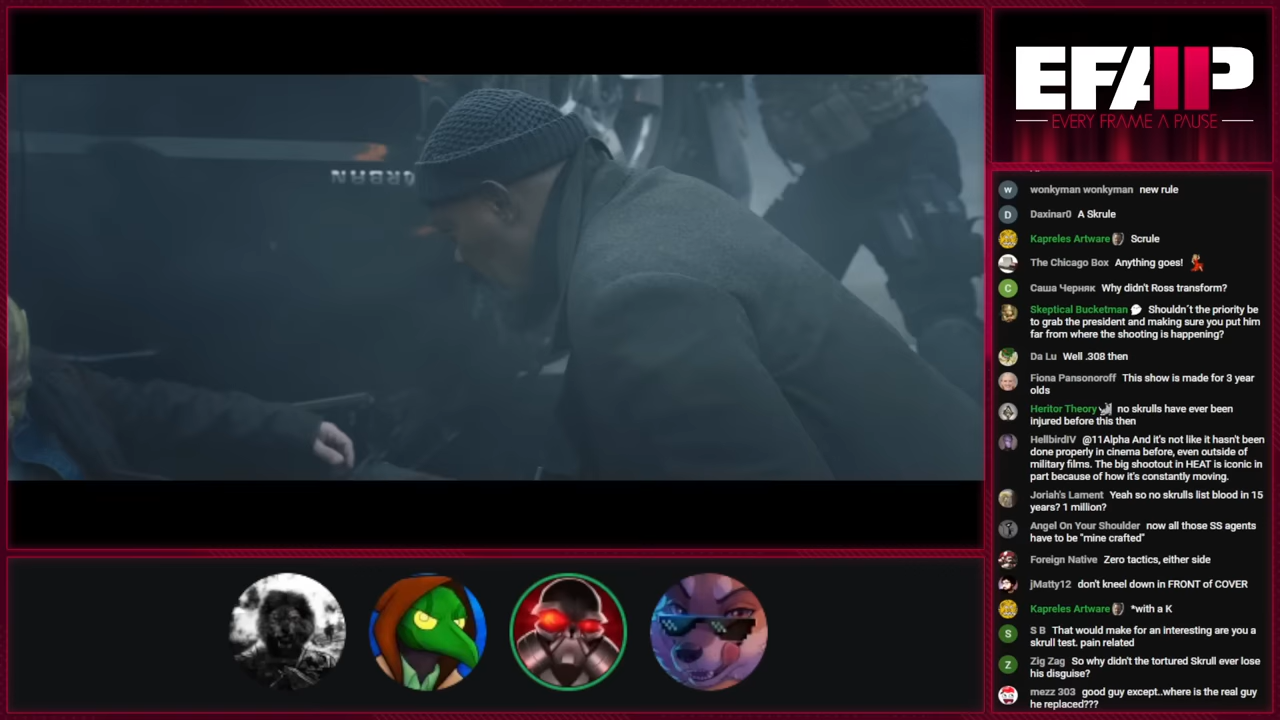 NABRU
EFAP
EVERY FRAME A PAUSE
w wonkyman wonkyman new rule
D Daxinar0 A Skrule
Kapreles Artware Scrule
The Chicago Box Anything goes!
C Саша Черняк Why didn't Ross transform?
Skeptical Bucketman Shouldn´t the priority be
to grab the president and making sure you put him
far from where the shooting is happening?
Da Lu Well .308 then
Fiona Pansonoroff This show is made for 3 year
olds
Heritor Theory no skrulls have ever been
injured before this then
HellbirdIV @11Alpha And it's not like it hasn't been
done properly in cinema before, even outside of
military films. The big shootout in HEAT is iconic in
part because of how it's constantly moving.
Joriah's Lament Yeah so no skrulls list blood in 15
years? 1 million?
Angel On Your Shoulder now all those SS agents
have to be "mine crafted"
Foreign Native Zero tactics, either side
jMatty12 don't kneel down in FRONT of COVER
Kapreles Artware *with a K
S S B That would make for an interesting are you a
skrull test. pain related
Z Zig Zag So why didn't the tortured Skrull ever lose
his disguise?
mezz 303 good guy except..where is the real guy
he replaced???